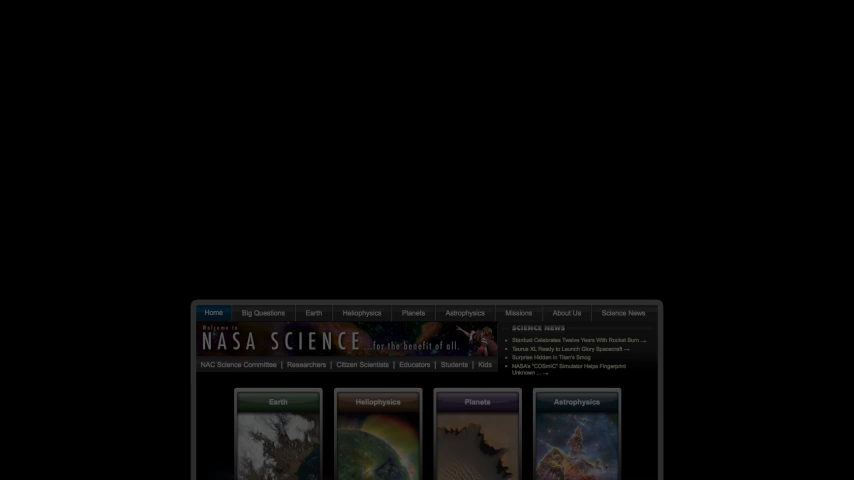 Home Big Questions Earth Heliophysics Planets Astrophysics Missions About Us Science News
Welcome to
NASA SCIENCE for the benefit of all.
NAC Science Committee | Researchers | Citizen Scientists | Educators | Students | Kids
SCIENCE NEWS
Stardust Celebrates Twelve Years With Rocket Burn →
Taurus XL Ready to Launch Glory Spacecraft →
Surprise Hidden in Titan's Smog
NASA's "COSmIC" Simulator Helps Fingerprint
Unknown ... →
Earth Heliophysics Planets Astrophysics